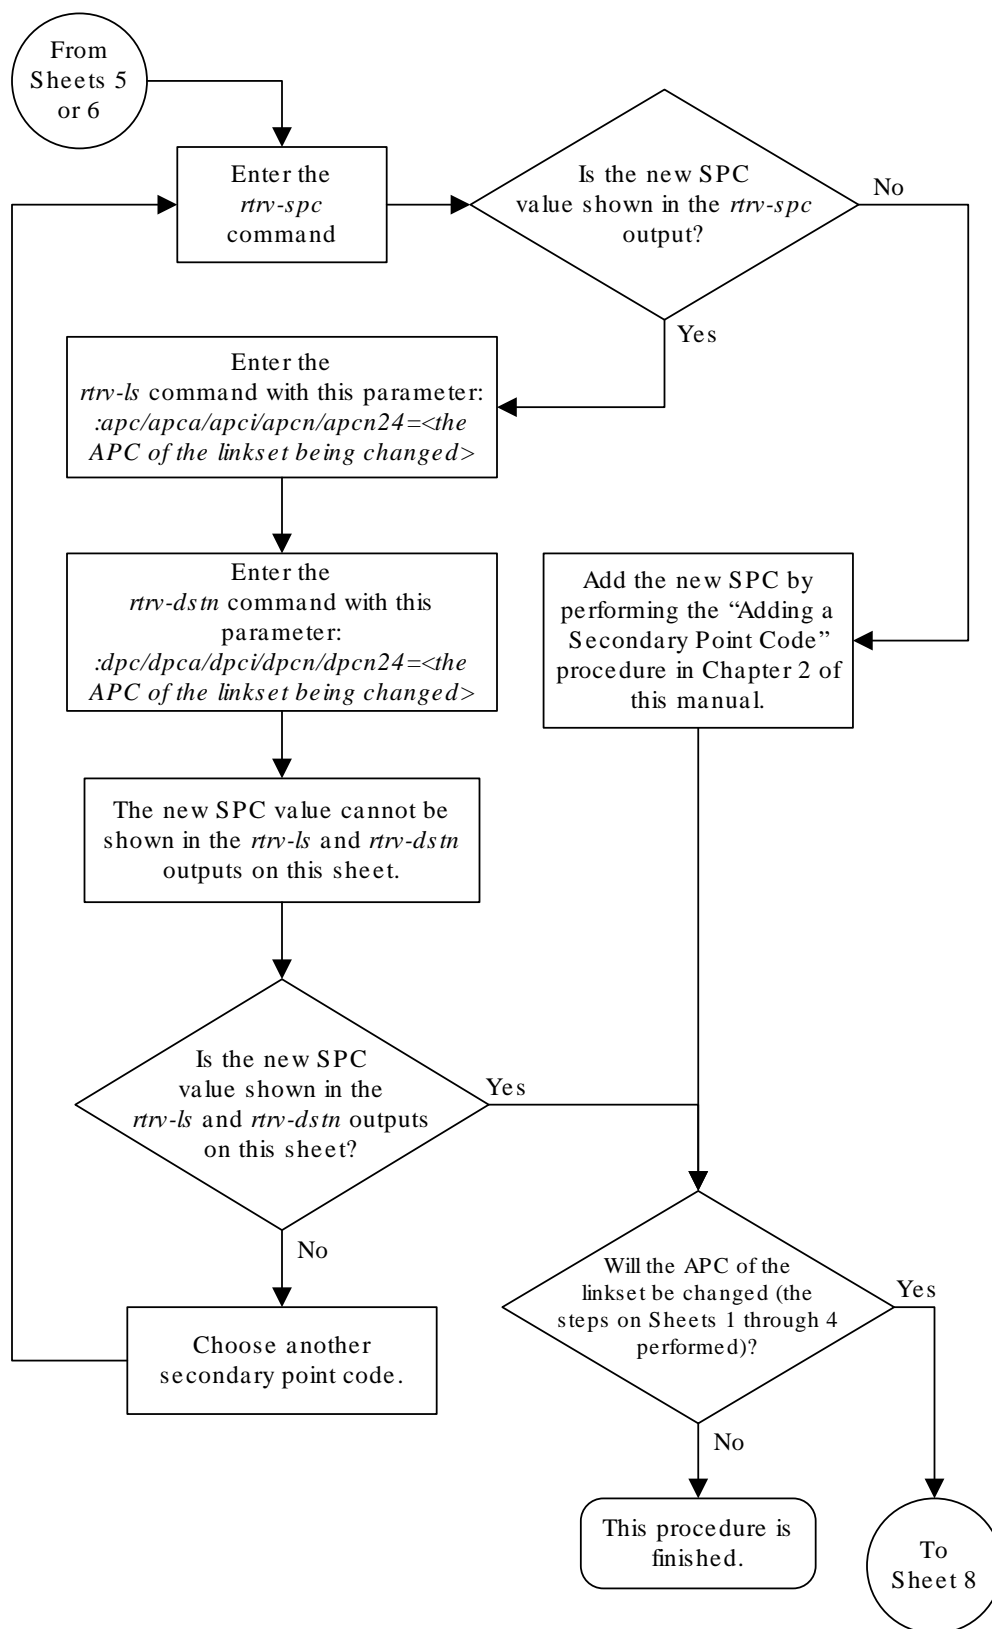 From
Sheets 5
or 6
Enter the
rtrv-spc
command
Is the new SPC
value shown in the rtrv-spc
output?
No
Yes
Enter the
rtrv-ls command with this parameter:
:apc/apca/apci/apcn/apcn24=<the
APC of the linkset being changed>
Enter the
rtrv-dstn command with this
parameter:
:dpc/dpca/dpci/dpcn/dpcn24=<the
APC of the linkset being changed>
Add the new SPC by
performing the “Adding a
Secondary Point Code”
procedure in Chapter 2 of
this manual.
The new SPC value cannot be
shown in the rtrv-ls and rtrv-dstn
outputs on this sheet.
Is the new SPC
value shown in the
rtrv-ls and rtrv-dstn outputs
on this sheet?
Yes
No
Choose another
secondary point code.
Will the APC of the
linkset be changed (the
steps on Sheets 1 through 4
performed)?
Yes
No
This procedure is
finished.
To
Sheet 8